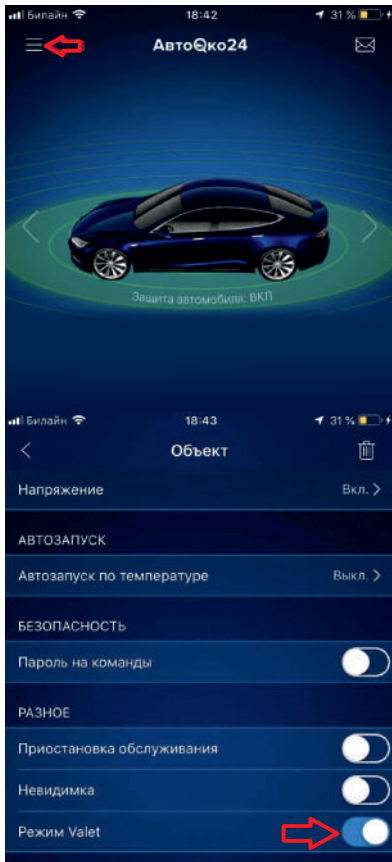 Билайн 18:42 31 %
АвтоQко24
Защита автомобиля: ВКЛ
Билайн 18:43 31 %
Объект
Напряжение Вкл.
АВТОЗАПУСК
Автозапуск по температуре Выкл.
БЕЗОПАСНОСТЬ
Пароль на команды
РАЗНОЕ
Приостановка обслуживания
Невидимка
Режим Valet